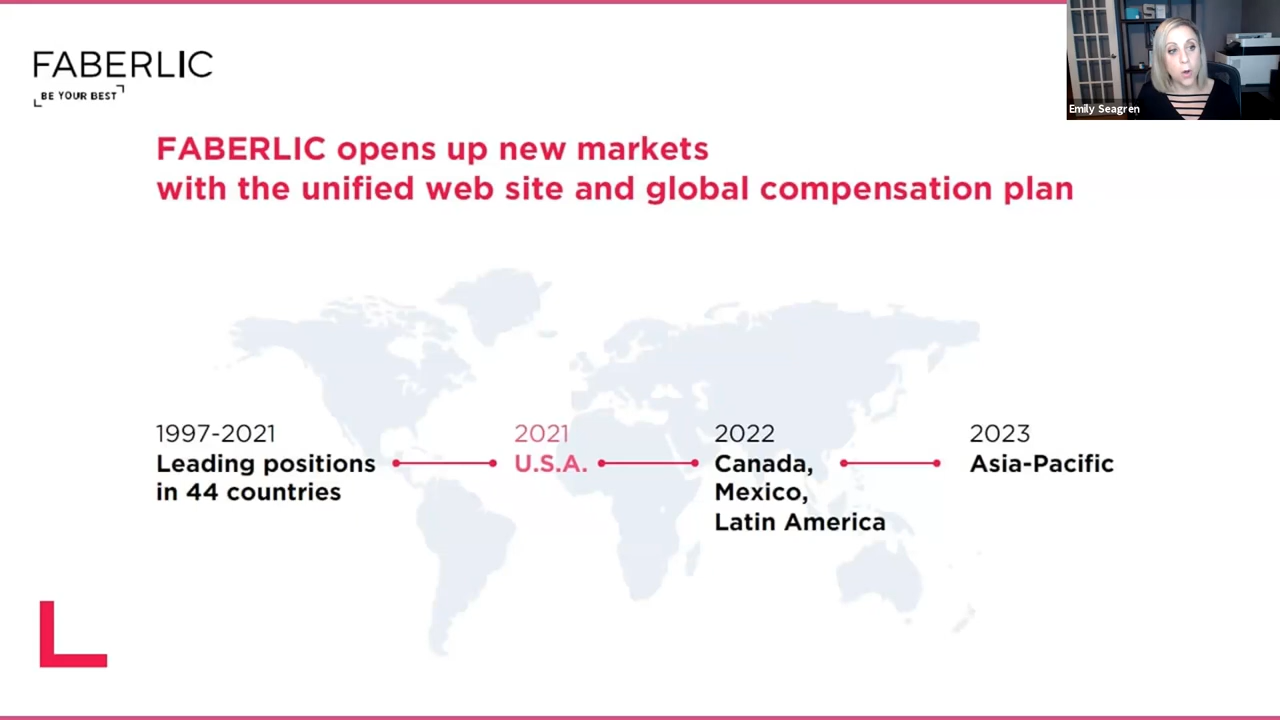 FABERLIC
BE YOUR BEST
Emily Seagren
FABERLIC opens up new markets
with the unified web site and global compensation plan
1997-2021
Leading positions
in 44 countries
2021
U.S.A.
2022
Canada,
Mexico,
Latin America
2023
Asia-Pacific